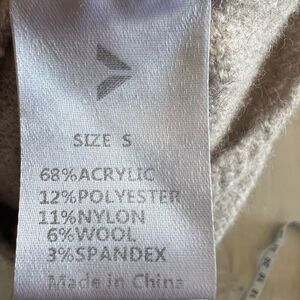 SIZE S
68%ACRYLIC
12%POLYESTER
11%NYLON
6%WOOL
3%SPANDEX
Made in China